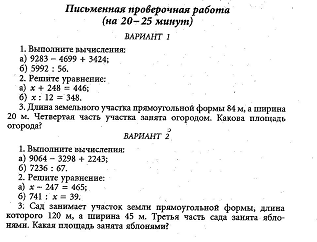 Письменная проверочная работа
(на 20–25 минут)
ВАРИАНТ 1
1. Выполните вычисления:
а) 9283 – 4699 + 3424;
б) 5992 : 56.
2. Решите уравнение:
а) x + 248 = 446;
б) x : 12 = 348.
3. Длина земельного участка прямоугольной формы 84 м, а ширина
20 м. Четвертая часть участка занята огородом. Какова площадь
огорода?
ВАРИАНТ 2
1. Выполните вычисления:
а) 9064 – 3298 + 2243;
б) 7236 : 67.
2. Решите уравнение:
а) x – 247 = 465;
б) 741 : x = 39.
3. Сад занимает участок земли прямоугольной формы, длина
которого 120 м, а ширина 45 м. Третья часть сада занята ябло-
нями. Какая площадь занята яблонями?